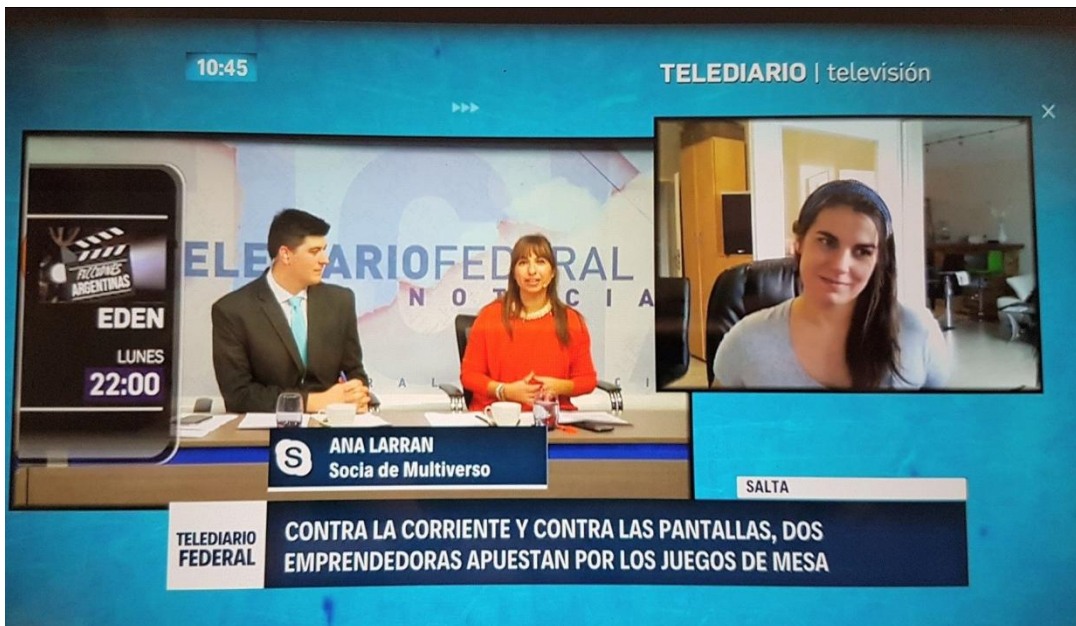 10:45
TELEDIARIO | televisión
TELEDIARIOFEDERAL
NOTICIA
FICCIONES
ARGENTINAS
EDEN
LUNES
22:00
S
ANA LARRAN
Socia de Multiverso
SALTA
TELEDIARIO
FEDERAL
CONTRA LA CORRIENTE Y CONTRA LAS PANTALLAS, DOS
EMPRENDEDORAS APUESTAN POR LOS JUEGOS DE MESA